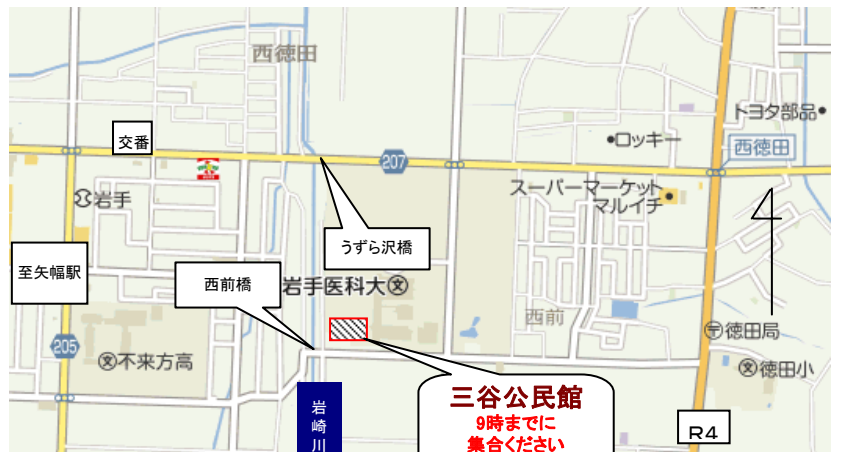 西徳田
交番
トヨタ部品
ロッキー
207
西徳田
スーパーマーケット
マルイチ
岩手
うずら沢橋
至矢幅駅
西前橋
岩手医科大
文
西前
徳田局
205
文
不来方高
文
徳田小
三谷公民館
9時までに
集合ください
岩崎川
R4